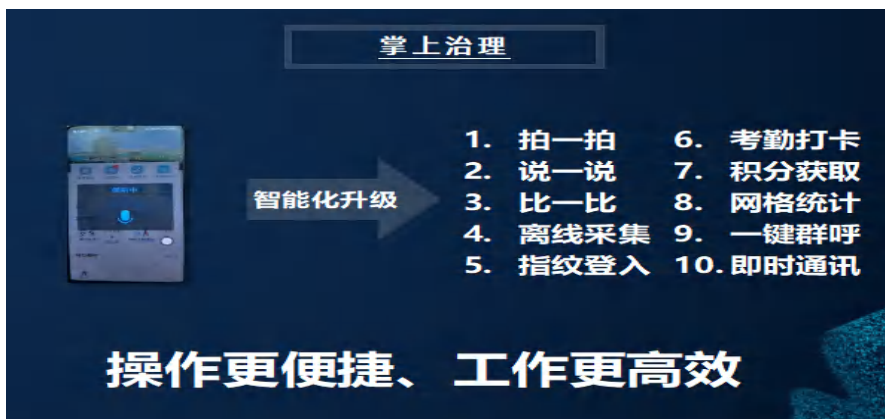 掌上治理
智能化升级
1. 拍一拍
2. 说一说
3. 比一比
4. 离线采集
5. 指纹登入
6. 考勤打卡
7. 积分获取
8. 网格统计
9. 一键群呼
10. 即时通讯
操作更便捷、工作更高效